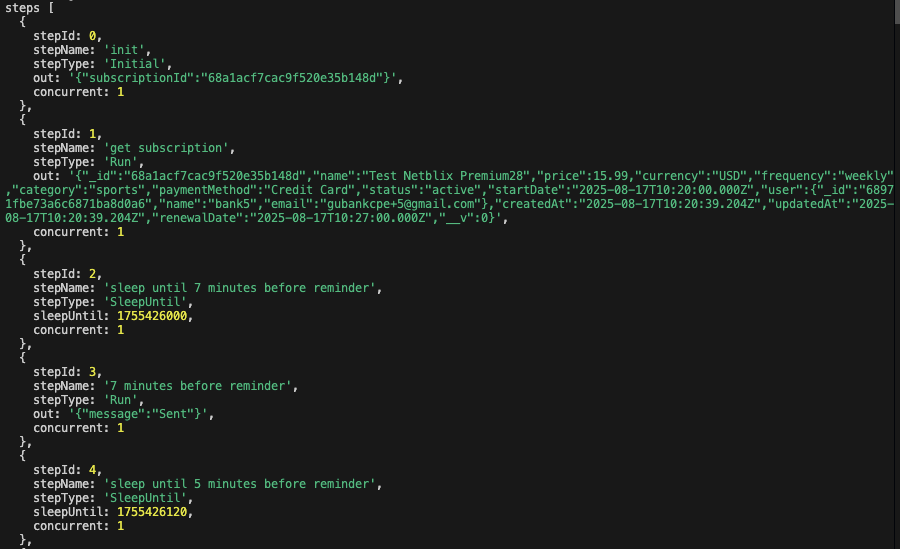 steps [
  {
    stepId: 0,
    stepName: 'init',
    stepType: 'Initial',
    out: '{"subscriptionId":"68a1acf7cac9f520e35b148d"}',
    concurrent: 1
  },
  {
    stepId: 1,
    stepName: 'get subscription',
    stepType: 'Run',
    out: '{"_id":"68a1acf7cac9f520e35b148d","name":"Test Netblix Premium28","price":15.99,"currency":"USD","frequency":"weekly"
,"category":"sports","paymentMethod":"Credit Card","status":"active","startDate":"2025-08-17T10:20:00.000Z","user":{"_id":"6897
1fbe73a6c6871ba8d0a6","name":"bank5","email":"gubankcpe+5@gmail.com"},"createdAt":"2025-08-17T10:20:39.204Z","updatedAt":"2025-
08-17T10:20:39.204Z","renewalDate":"2025-08-17T10:27:00.000Z","__v":0}',
    concurrent: 1
  },
  {
    stepId: 2,
    stepName: 'sleep until 7 minutes before reminder',
    stepType: 'SleepUntil',
    sleepUntil: 1755426000,
    concurrent: 1
  },
  {
    stepId: 3,
    stepName: '7 minutes before reminder',
    stepType: 'Run',
    out: '{"message":"Sent"}',
    concurrent: 1
  },
  {
    stepId: 4,
    stepName: 'sleep until 5 minutes before reminder',
    stepType: 'SleepUntil',
    sleepUntil: 1755426120,
    concurrent: 1
  },